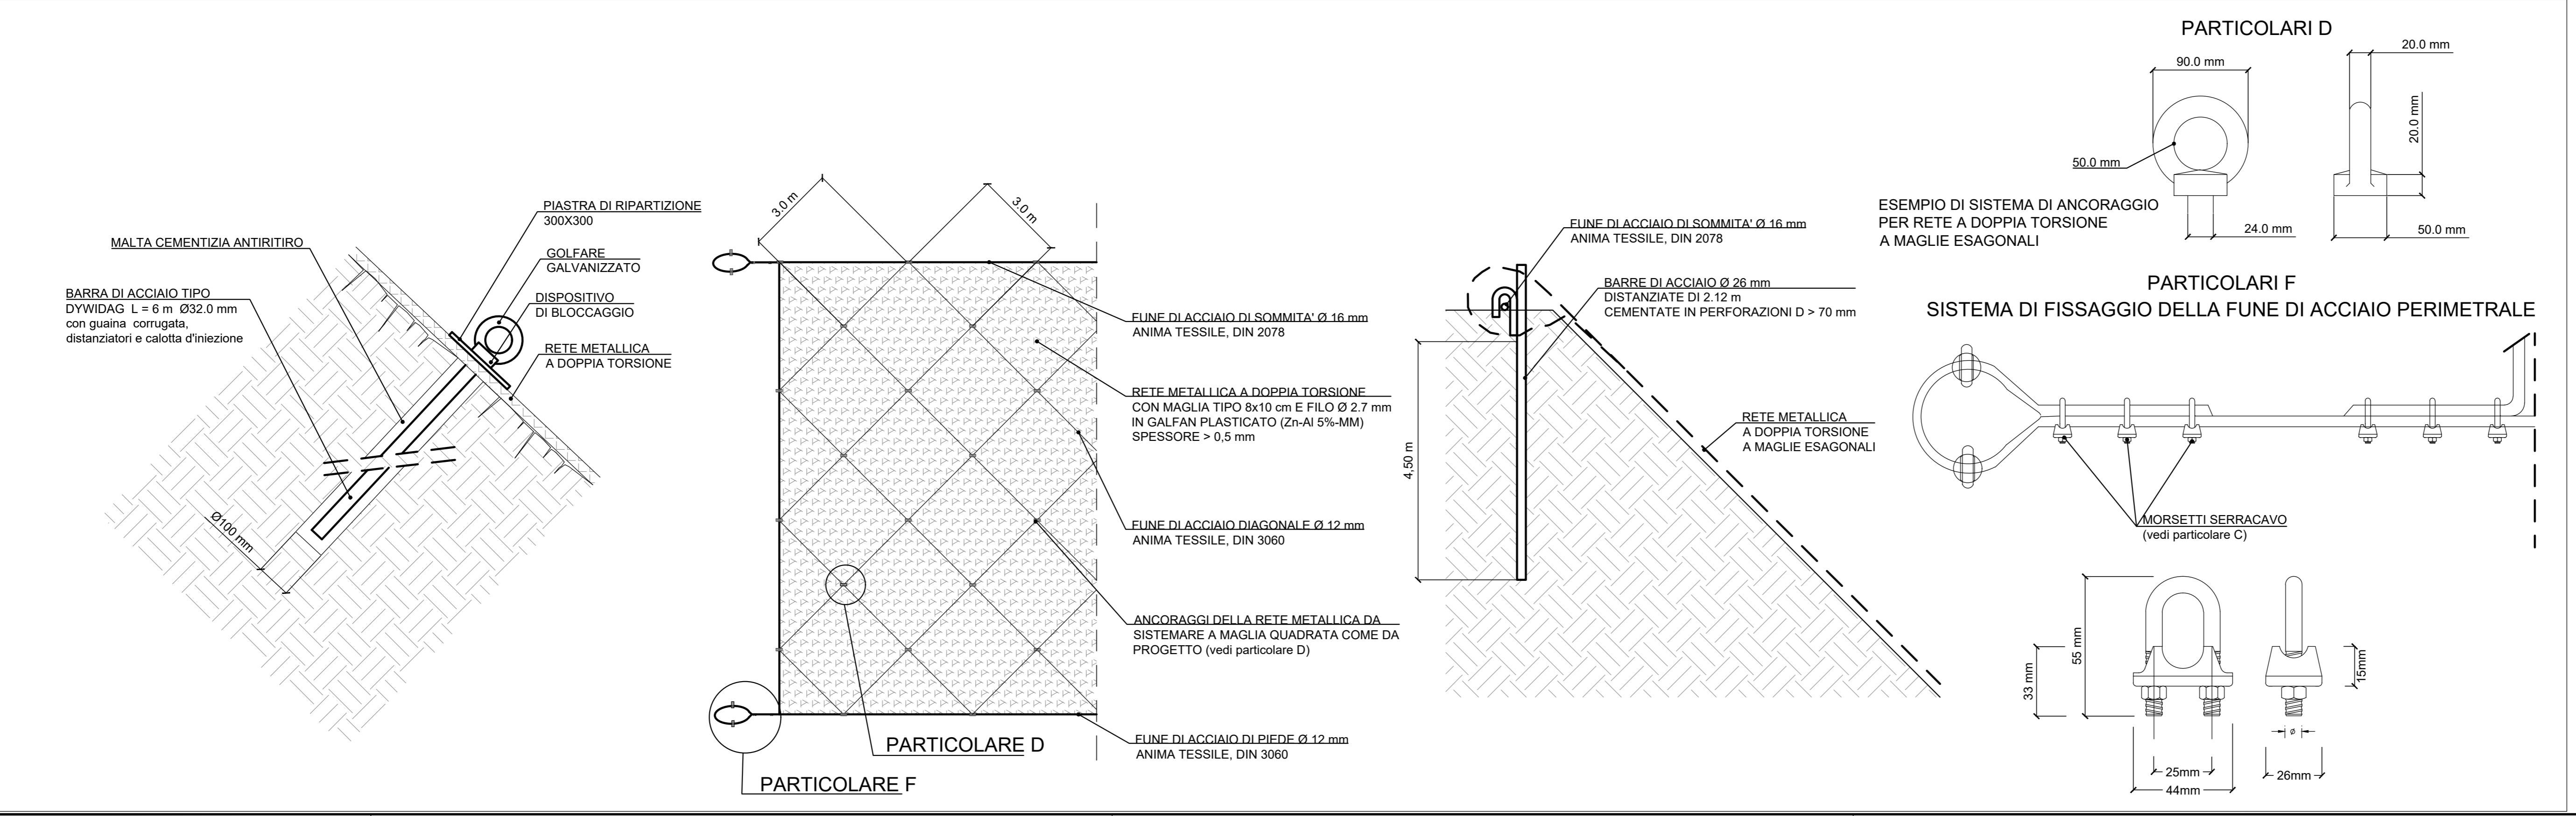 MALTA CEMENTIZIA ANTIRITIRO
BARRA DI ACCIAIO TIPO
DYWIDAG L = 6 m Ø32.0 mm
con guaina corrugata,
distanziatori e calotta d'iniezione
PIASTRA DI RIPARTIZIONE
300X300
GOLFARE
GALVANIZZATO
DISPOSITIVO
DI BLOCCAGGIO
RETE METALLICA
A DOPPIA TORSIONE
Ø100 mm
3.0 m
3.0 m
FUNE DI ACCIAIO DI SOMMITA' Ø 16 mm
ANIMA TESSILE, DIN 2078
RETE METALLICA A DOPPIA TORSIONE
CON MAGLIA TIPO 8x10 cm E FILO Ø 2.7 mm
IN GALFAN PLASTICATO (Zn-Al 5%-MM)
SPESSORE > 0,5 mm
FUNE DI ACCIAIO DIAGONALE Ø 12 mm
ANIMA TESSILE, DIN 3060
ANCORAGGI DELLA RETE METALLICA DA
SISTEMARE A MAGLIA QUADRATA COME DA
PROGETTO (vedi particolare D)
FUNE DI ACCIAIO DI PIEDE Ø 12 mm
ANIMA TESSILE, DIN 3060
PARTICOLARE D
PARTICOLARE F
FUNE DI ACCIAIO DI SOMMITA' Ø 16 mm
ANIMA TESSILE, DIN 2078
BARRE DI ACCIAIO Ø 26 mm
DISTANZIATE DI 2.12 m
CEMENTATE IN PERFORAZIONI D > 70 mm
4,50 m
RETE METALLICA
A DOPPIA TORSIONE
A MAGLIE ESAGONALI
PARTICOLARI D
90.0 mm
20.0 mm
20.0 mm
50.0 mm
24.0 mm
50.0 mm
ESEMPIO DI SISTEMA DI ANCORAGGIO
PER RETE A DOPPIA TORSIONE
A MAGLIE ESAGONALI
PARTICOLARI F
SISTEMA DI FISSAGGIO DELLA FUNE DI ACCIAIO PERIMETRALE
MORSETTI SERRACAVO
(vedi particolare C)
55 mm
33 mm
15mm
ø
25mm
44mm
26mm